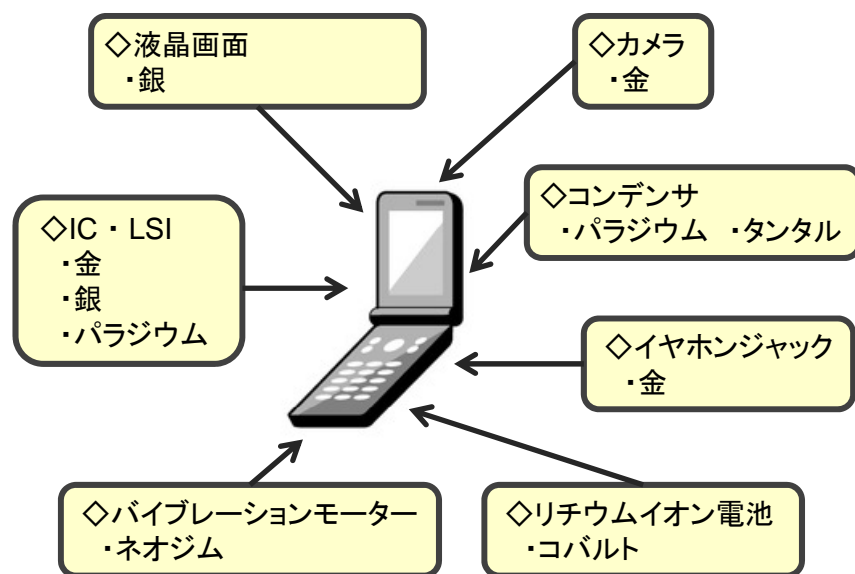 ◇液晶画面
・銀
◇カメラ
・金
◇コンデンサ
・パラジウム ・タンタル
◇IC・LSI
・金
・銀
・パラジウム
◇イヤホンジャック
・金
◇バイブレーションモーター
・ネオジム
◇リチウムイオン電池
・コバルト